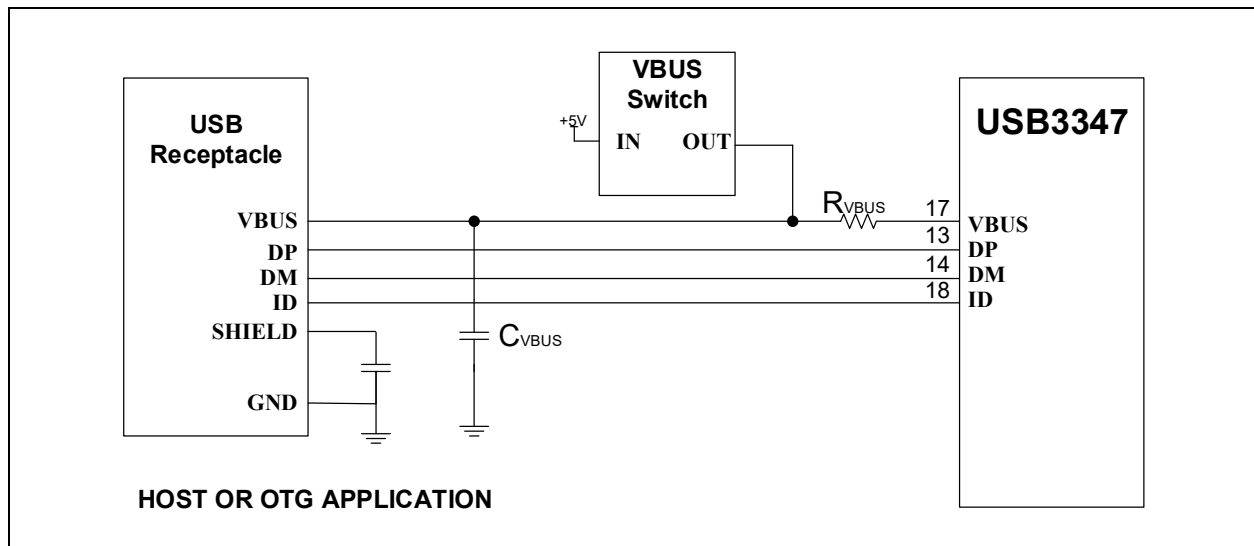 VBUS
Switch
+5V
IN OUT
USB
Receptacle
USB3347
RVBUS
VBUS
DP
DM
ID
SHIELD
GND
17
13
14
18
VBUS
DP
DM
ID
CVBUS
HOST OR OTG APPLICATION